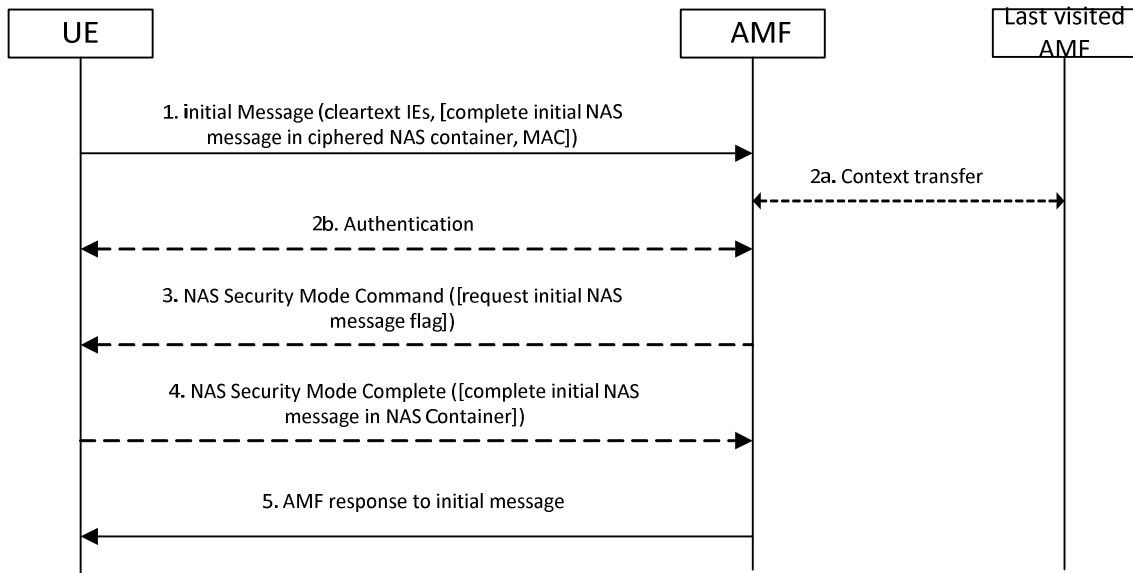 UE
AMF
Last visited
AMF
1. Initial Message (cleartext IEs, [complete initial NAS
message in ciphered NAS container, MAC])
2a. Context transfer
2b. Authentication
3. NAS Security Mode Command ([request initial NAS
message flag])
4. NAS Security Mode Complete ([complete initial NAS
message in NAS Container])
5. AMF response to initial message